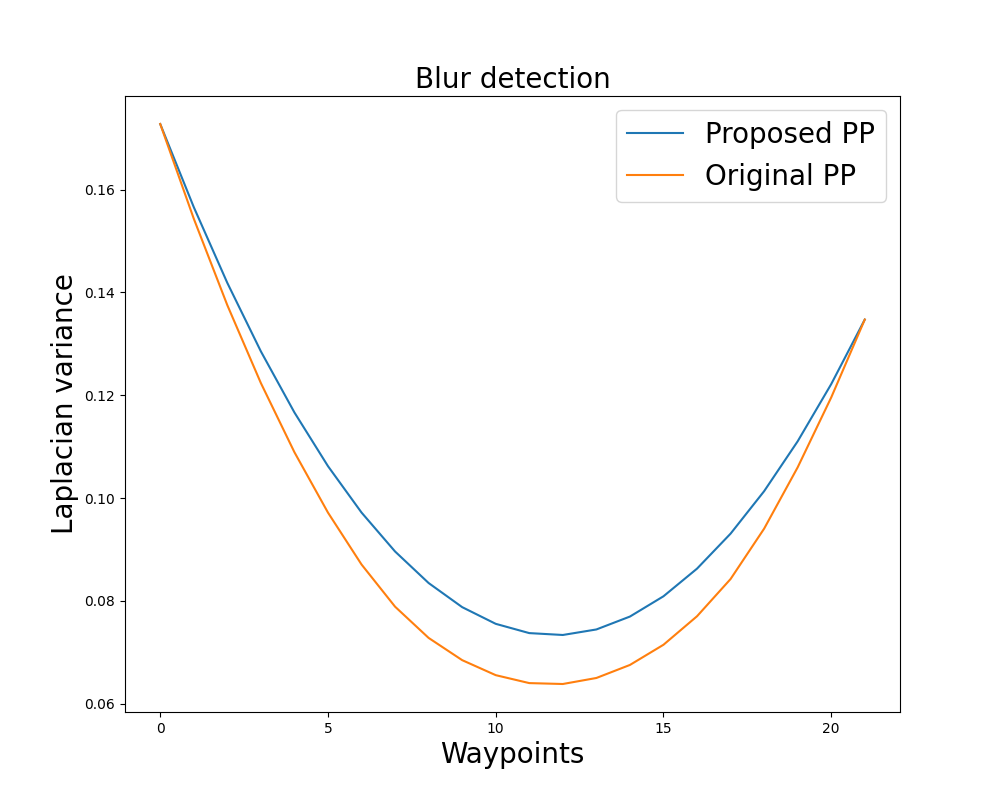 Blur detection
Proposed PP
Original PP
Laplacian variance
0.16
0.14
0.12
0.10
0.08
0.06
0 5 10 15 20
Waypoints